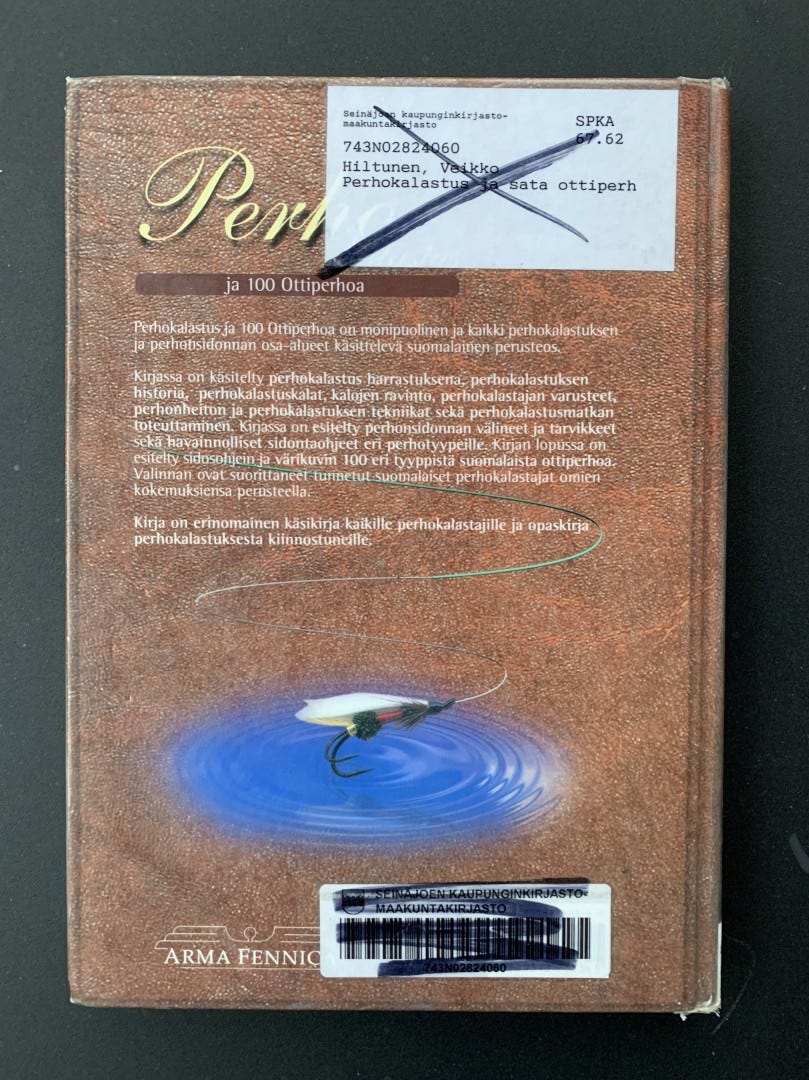 Seinäjoen kaupunginkirjasto-
maakuntakirjasto
SPKA
67.62
743N02824060
Hiltunen, Veikko
Perhokalastus ja sata ottiperh
Perho
ja 100 Ottiperhoa
Perhokalastus ja 100 Ottiperhoa on monipuolinen ja kaikki perhokalastuksen
ja perhonsidonnan osa-alueet käsittelevä suomalainen perusteos.
Kirjassa on käsitelty perhokalastus harrastuksena, perhokalastuksen
historia, perhokalastuskalat, kalojen ravinto, perhokalastajan varusteet,
perhonheiton ja perhokalastuksen tekniikat sekä perhokalastusmatkan
toteuttaminen. Kirjassa on esitelty perhonsidonnan välineet ja tarvikkeet
sekä havainnolliset sidontaohjeet eri perhotyypeille. Kirjan lopussa on
esitelty sidosohjein ja värikuvin 100 eri tyyppistä suomalaista ottiperhoa.
Valinnan ovat suorittaneet tunnetut suomalaiset perhokalastajat omien
kokemuksiensa perusteella.
Kirja on erinomainen käsikirja kaikille perhokalastajille ja opaskirja
perhokalastuksesta kiinnostuneille.
SEINÄJOEN KAUPUNGINKIRJASTO-
MAAKUNTAKIRJASTO
743N02824060
ARMA FENNICA